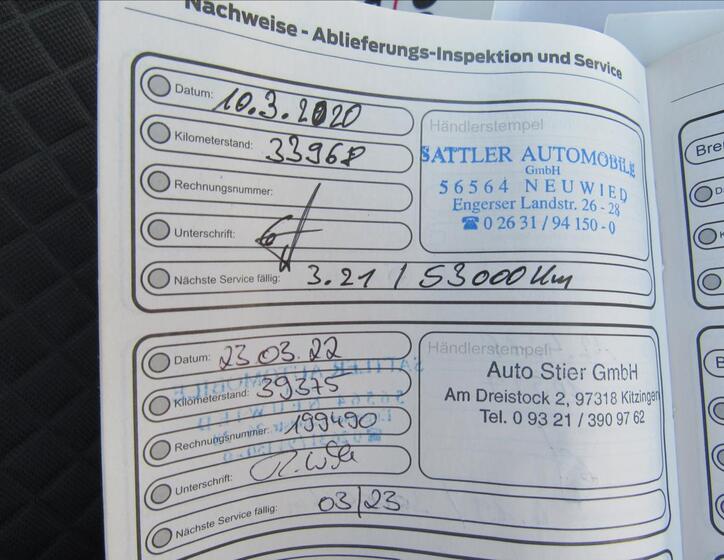 Nachweise - Ablieferungs-Inspektion und Service
Datum: 10.3.2020
Kilometerstand: 33968
Rechnungsnummer:
Unterschrift:
Nächste Service fällig: 3.21 / 53000 Km
Händlerstempel
SATTLER AUTOMOBILE
GmbH
56564 NEUWIED
Engerser Landstr. 26 - 28
☎ 0 26 31 / 94 150 - 0
Datum: 23.03.22
Kilometerstand: 39375
Rechnungsnummer: 199490
Unterschrift:
Nächste Service fällig: 03/23
Händlerstempel
Auto Stier GmbH
Am Dreistock 2, 97318 Kitzingen
Tel. 0 93 21 / 390 97 62